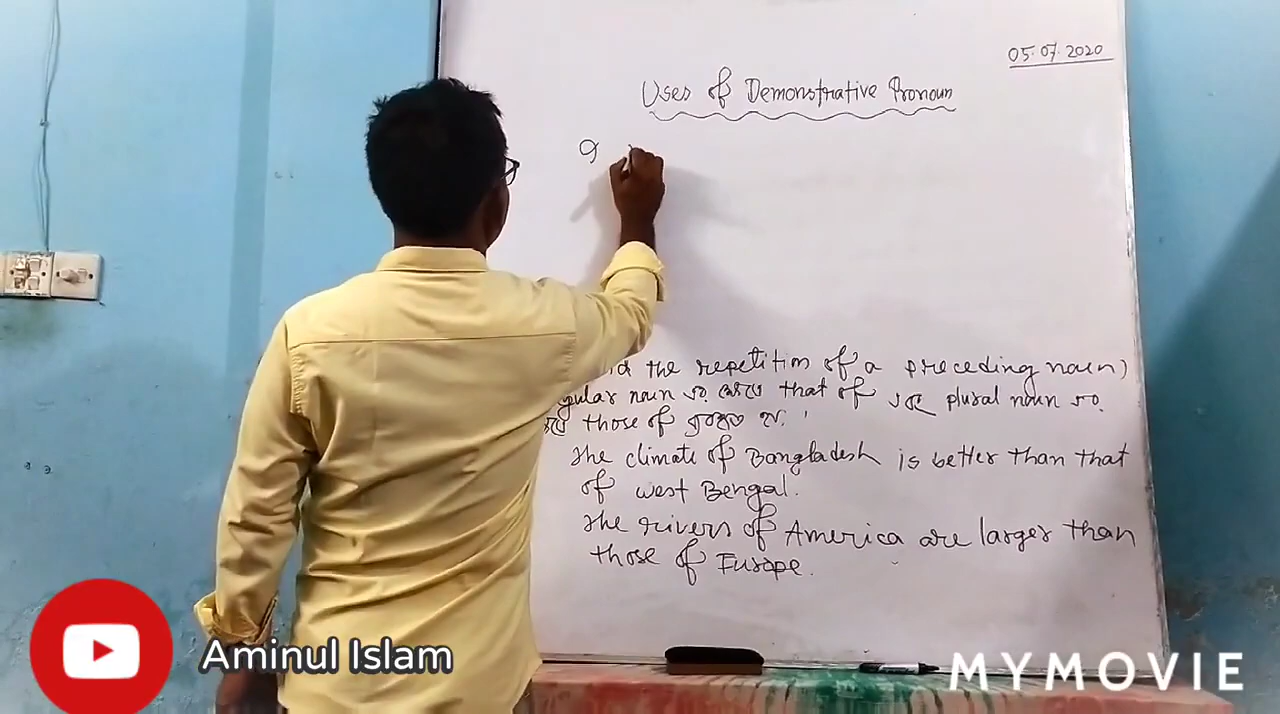 05.07.2020
Uses of Demonstrative Pronoun
the repetition of a preceding noun)
noun that of plural noun
those of
The climate of Bangladesh is better than that
of west Bengal.
The rivers of America are larger than
those of Europe.
Aminul Islam
MYMOVIE